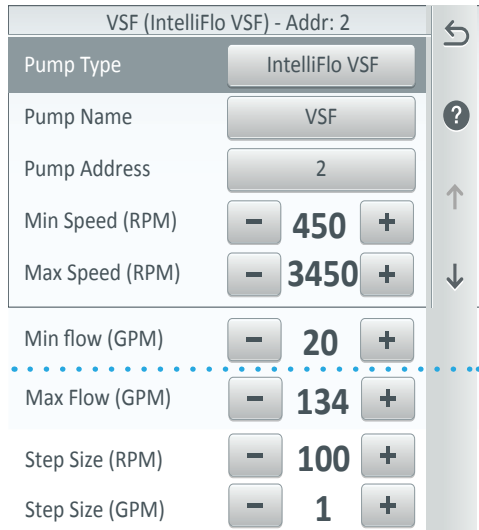 VSF (IntelliFlo VSF) - Addr: 2
Pump Type IntelliFlo VSF
Pump Name VSF
?
Pump Address 2
Min Speed (RPM) − 450 +
Max Speed (RPM) − 3450 +
Min flow (GPM) − 20 +
Max Flow (GPM) − 134 +
Step Size (RPM) − 100 +
Step Size (GPM) − 1 +